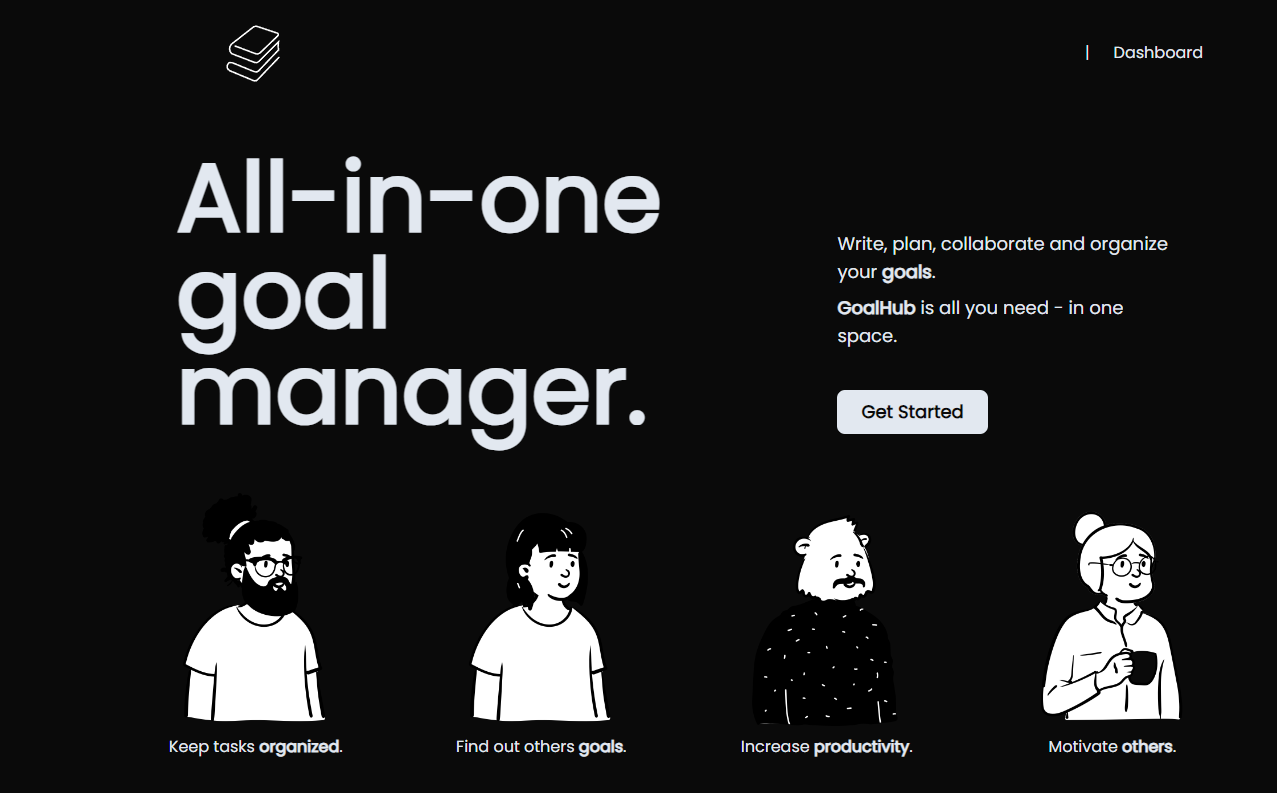 | Dashboard
All-in-one
goal
manager.
Write, plan, collaborate and organize
your goals.
GoalHub is all you need - in one
space.
Get Started
Keep tasks organized.
Find out others goals.
Increase productivity.
Motivate others.